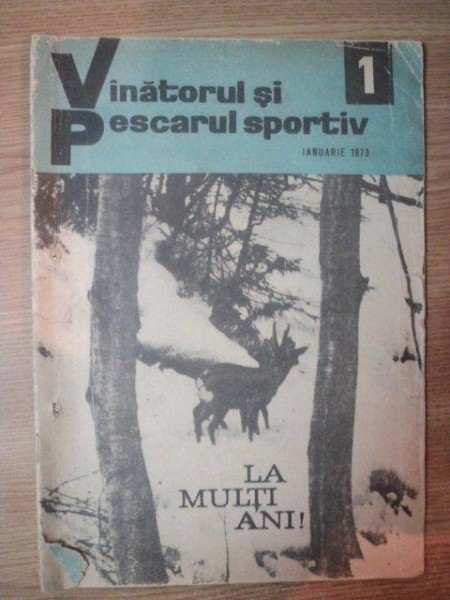 1
Vînătorul și
Pescarul sportiv
IANUARIE 1973
LA
MULȚI
ANI!